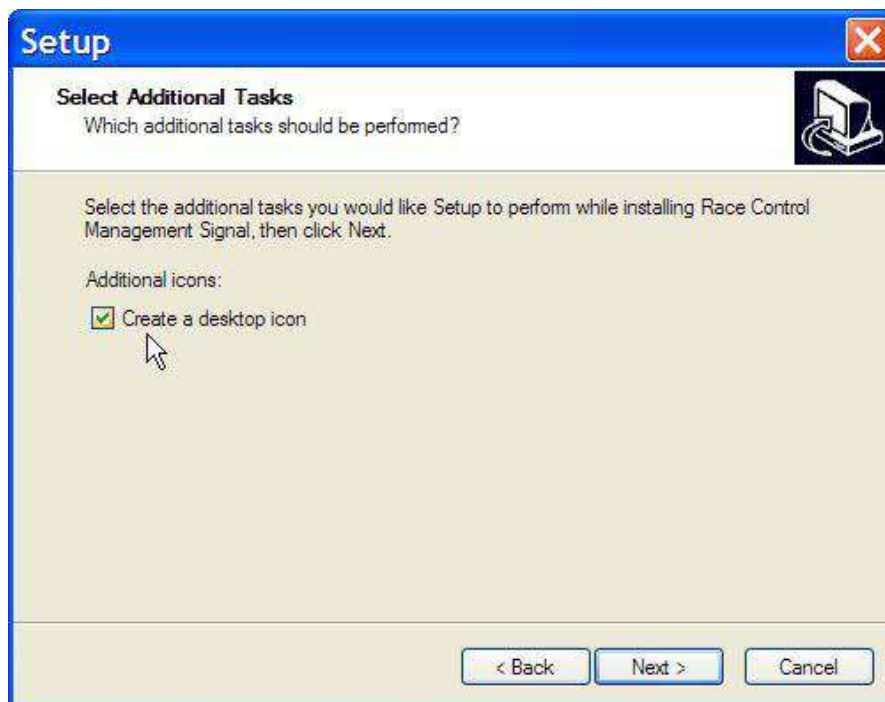 Setup
Select Additional Tasks
Which additional tasks should be performed?
Select the additional tasks you would like Setup to perform while installing Race Control
Management Signal, then click Next.
Additional icons:
Create a desktop icon
< Back Next > Cancel